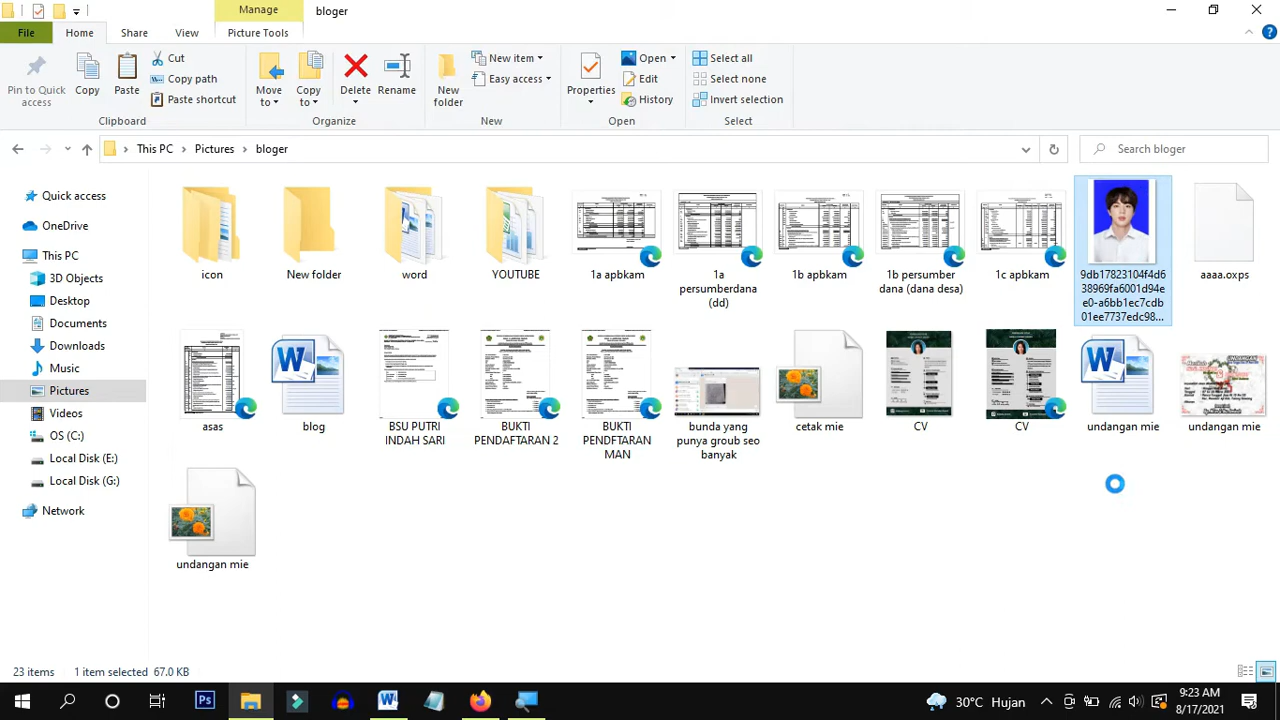 Manage
bloger
File
Home
Share
View
Picture Tools
Pin to Quick access
Copy
Paste
Cut
Copy path
Paste shortcut
Clipboard
Move to
Copy to
Delete
Rename
Organize
New folder
New item
Easy access
New
Properties
Open
Edit
History
Open
Select all
Select none
Invert selection
Select
This PC
Pictures
bloger
Search bloger
Quick access
OneDrive
This PC
3D Objects
Desktop
Documents
Downloads
Music
Pictures
Videos
OS (C:)
Local Disk (E:)
Local Disk (G:)
Network
icon
New folder
word
YOUTUBE
1a apbkam
1a
persumberdana
(dd)
1b apbkam
1b persumber
dana (dana desa)
1c apbkam
9db17823104f4d6
38969fa6001d94e
e0-a6bb1ec7cdb
01ee7737edc98...
aaaa.oxps
asas
blog
BSU PUTRI
INDAH SARI
BUKTI
PENDAFTARAN 2
BUKTI
PENDFTARAN
MAN
bunda yang
punya groub seo
banyak
cetak mie
CV
CV
undangan mie
undangan mie
undangan mie
23 items
1 item selected 67.0 KB
Ps
30°C Hujan
9:23 AM
8/17/2021